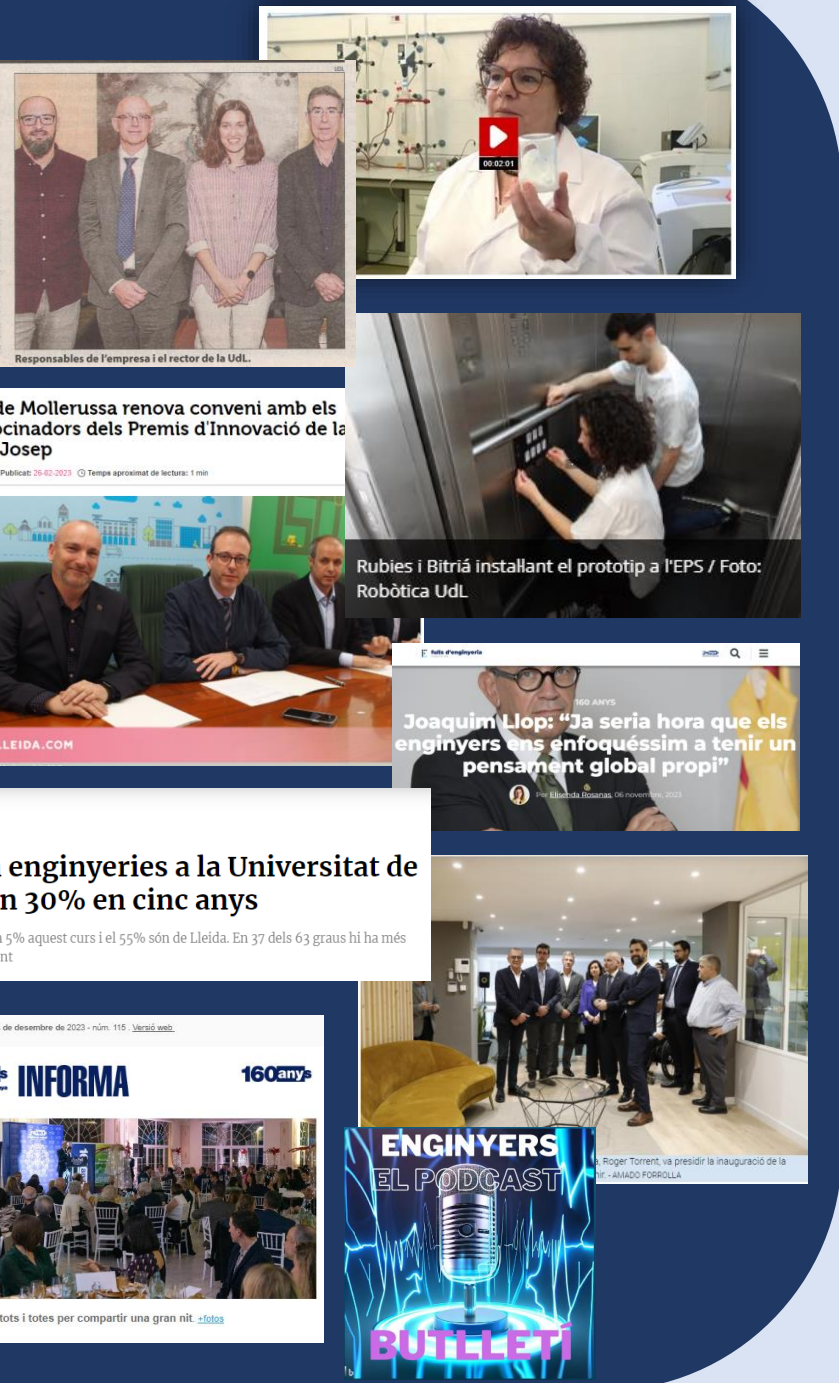 UdL
00:02:01
Responsables de l'empresa i el rector de la UdL.
de Mollerussa renova conveni amb els
ocinadors dels Premis d'Innovació de la
Josep
Publicat: 26-02-2023 Temps aproximat de lectura: 1 min
LLEIDA.COM
Rubies i Bitriá instal·lant el prototip a l'EPS / Foto:
Robòtica UdL
fulls d'enginyeria
160 ANYS
Joaquim Llop: “Ja seria hora que els
enginyers ens enfoquéssim a tenir un
pensament global propi”
Per Elisenda Rosanas, 06 novembre, 2023
enginyeries a la Universitat de
n 30% en cinc anys
5% aquest curs i el 55% són de Lleida. En 37 dels 63 graus hi ha més
nt
, Roger Torrent, va presidir la inauguració de la
nir. - AMADO FORROLLA
de desembre de 2023 - núm. 115 . Versió web
INFORMA
160anys
tots i totes per compartir una gran nit. +fotos
ENGINYERS
EL PODCAST
BUTLLETÍ